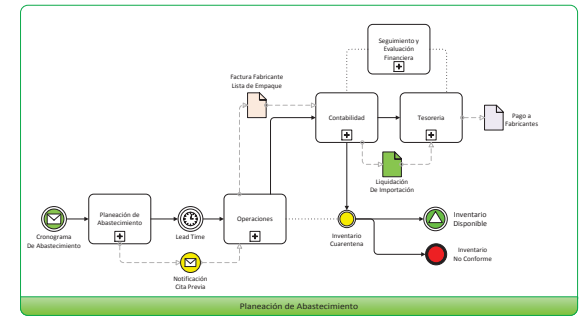 Seguimiento y
Evaluación
Financiera
Factura Fabricante
Lista de Empaque
Contabilidad
Tesoreria
Pago a
Fabricantes
Liquidación
De Importación
Planeación de
Abastecimiento
Operaciones
Cronograma
De Abastecimiento
Lead Time
Inventario
Cuarentena
Inventario
Disponible
Inventario
No Conforme
Notificación
Cita Previa
Planeación de Abastecimiento